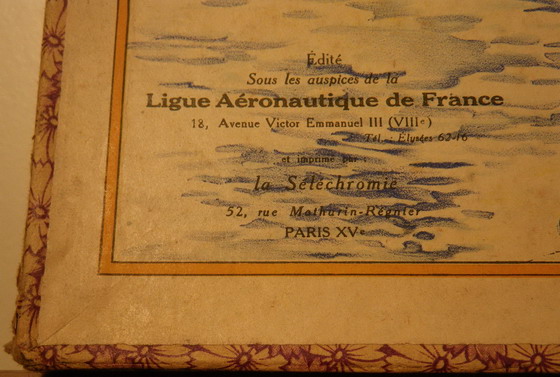 Édité
Sous les auspices de la
Ligue Aéronautique de France
18, Avenue Victor Emmanuel III (VIIIe)
Tél. : Elysées 62-16
et imprimé par :
la Séléchromie
52, rue Mathurin-Régnier
PARIS XVe